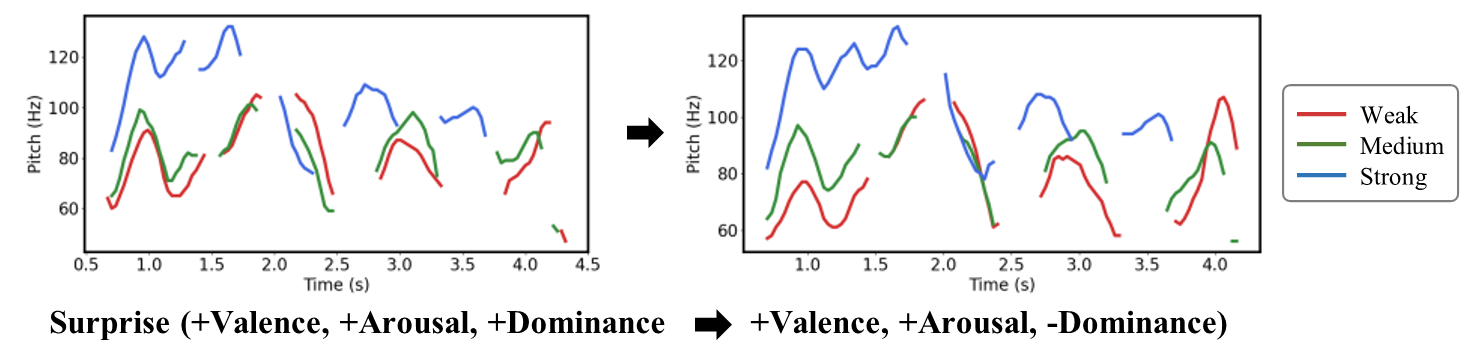 120
100
80
60
Pitch (Hz)
0.5 1.0 1.5 2.0 2.5 3.0 3.5 4.0 4.5
Time (s)
120
100
80
60
Pitch (Hz)
1.0 1.5 2.0 2.5 3.0 3.5 4.0
Time (s)
Weak
Medium
Strong
Surprise (+Valence, +Arousal, +Dominance
+Valence, +Arousal, -Dominance)